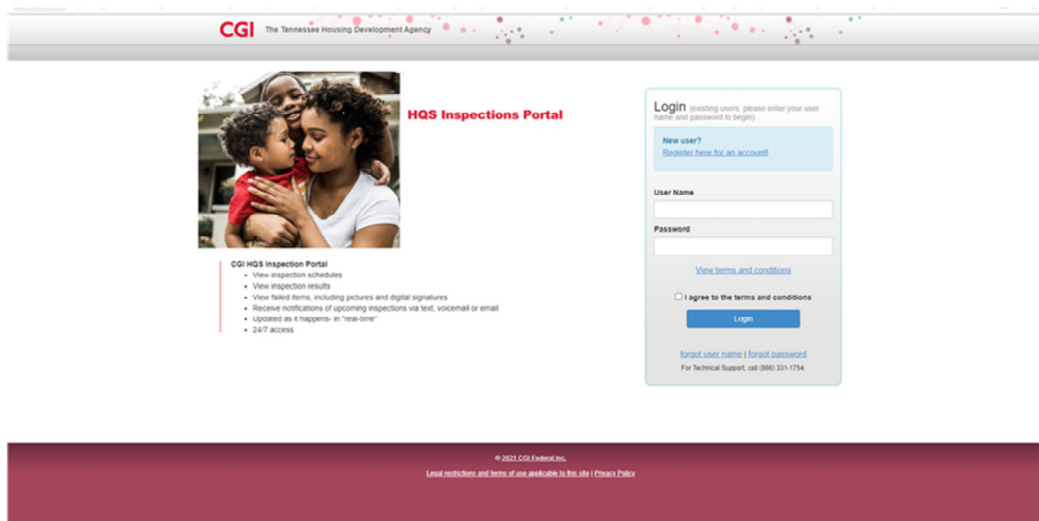 CGI The Tennessee Housing Development Agency
HQS Inspections Portal
CGI HQS Inspection Portal
• View inspection schedules
• View inspection results
• View failed items, including pictures and digital signatures
• Receive notifications of upcoming inspections via text, voicemail or email
• Updated as it happens- in "real-time"
• 24/7 access
Login (existing users, please enter your user
name and password to begin)
New user?
Register here for an account!
User Name
Password
View terms and conditions
I agree to the terms and conditions
Login
forgot user name | forgot password
For Technical Support, call (866) 331-1754.
© 2021 CGI Federal Inc.
Legal restrictions and terms of use applicable to this site | Privacy Policy